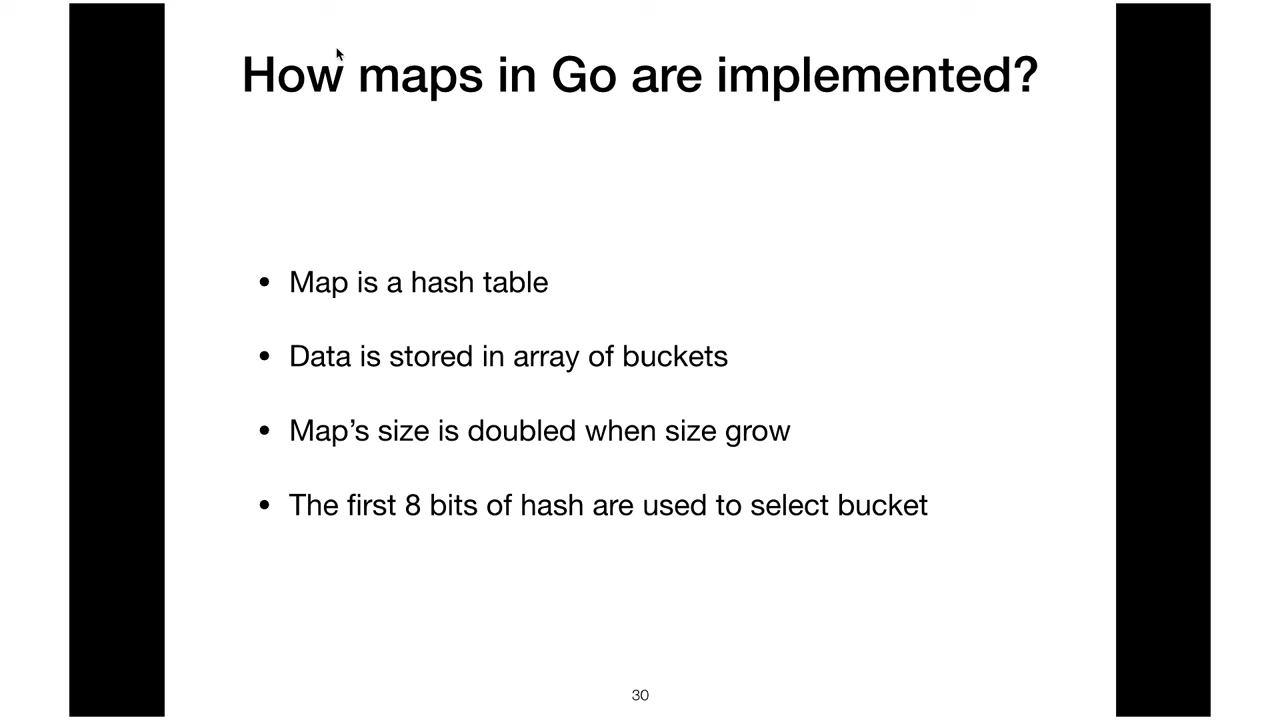 How maps in Go are implemented?
• Map is a hash table
• Data is stored in array of buckets
• Map’s size is doubled when size grow
• The first 8 bits of hash are used to select bucket
30